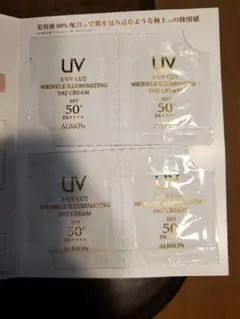 美容液80%配合で肌を包み込むような極上の使用感
UV
S-UV CUT
WRINKLE ILLUMINATING
DAY CREAM
SPF
50+
PA++++
ALBION
UV
S-UV CUT
WRINKLE ILLUMINATING
DAY CREAM
SPF
50+
PA++++
ALBION
UV
S-UV CUT
WRINKLE ILLUMINATING
DAY CREAM
SPF
50+
PA++++
ALBION
UV
S-UV CUT
WRINKLE ILLUMINATING
DAY CREAM
SPF
50+
PA++++
ALBION